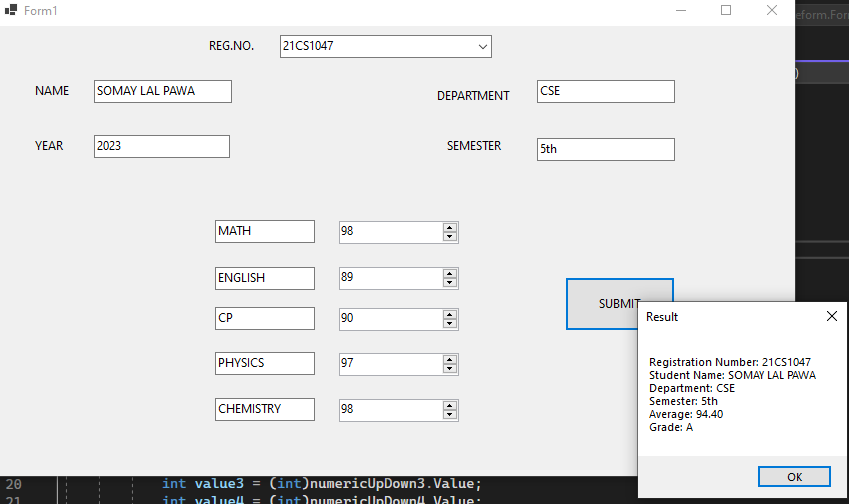 Form1
eform.For
REG.NO. 21CS1047
NAME SOMAY LAL PAWA DEPARTMENT CSE
YEAR 2023 SEMESTER 5th
MATH 98
ENGLISH 89
CP 90
PHYSICS 97
CHEMISTRY 98
SUBMIT
Result
Registration Number: 21CS1047
Student Name: SOMAY LAL PAWA
Department: CSE
Semester: 5th
Average: 94.40
Grade: A
OK
20 int value3 = (int)numericUpDown3.Value;
21 int value4 = (int)numericUpDown4.Value;